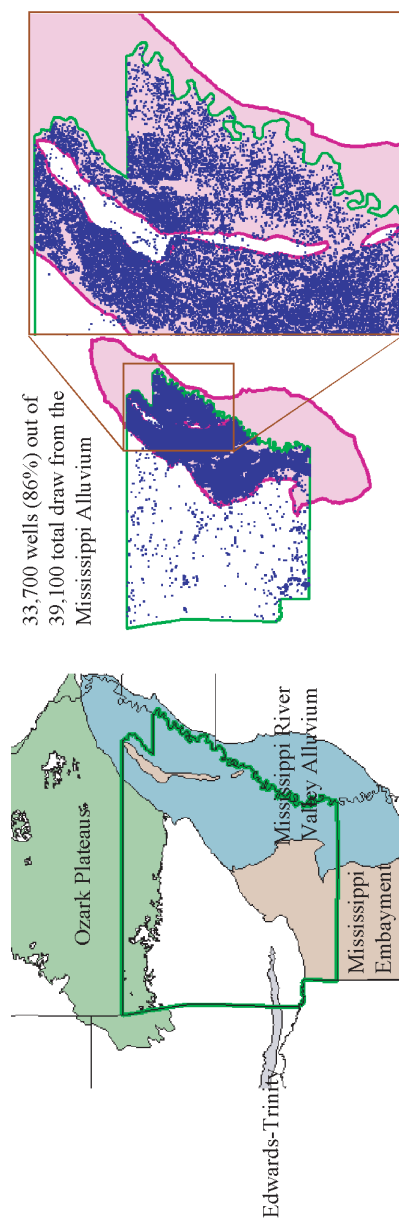 Ozark Plateaus
Mississippi River
Valley Alluvium
Mississippi
Embayment
Edwards-Trinity
33,700 wells (86%) out of
39,100 total draw from the
Mississippi Alluvium